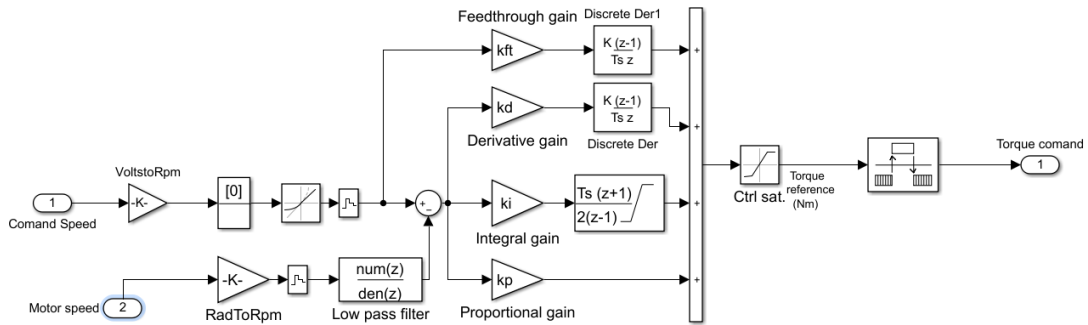 Feedthrough gain
Discrete Der1
kft
K (z-1)
Ts z
+
kd
K (z-1)
Ts z
+
Derivative gain
Discrete Der
VoltstoRpm
Torque comand
1
-K-
[0]
1
Comand Speed
+
-
ki
Ts (z+1)
2(z-1)
+
Integral gain
Torque
reference
(Nm)
Ctrl sat.
-K-
num(z)
den(z)
kp
+
Motor speed
2
RadToRpm
Low pass filter
Proportional gain